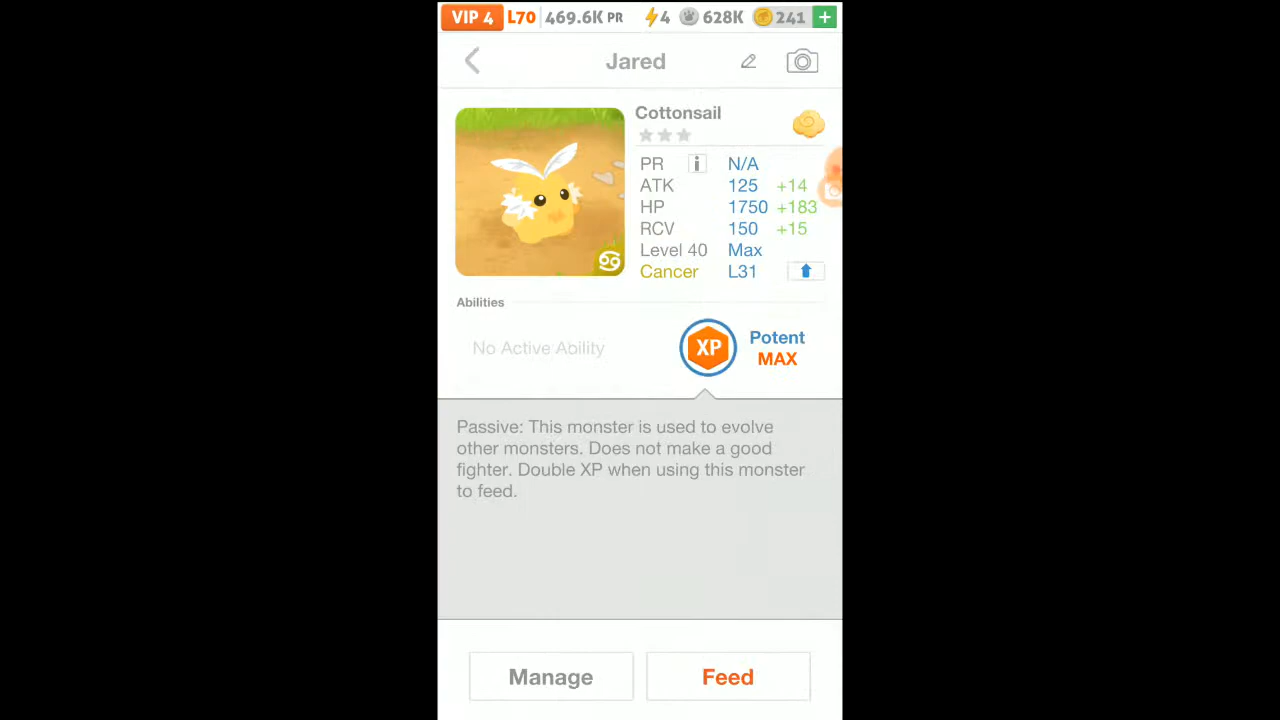 VIP 4 L70 469.6K PR 4 628K 241 +
Jared
Cottonsail
PR i N/A
ATK 125 +14
HP 1750 +183
RCV 150 +15
Level 40 Max
Cancer L31
Abilities
No Active Ability XP Potent MAX
Passive: This monster is used to evolve
other monsters. Does not make a good
fighter. Double XP when using this monster
to feed.
Manage Feed